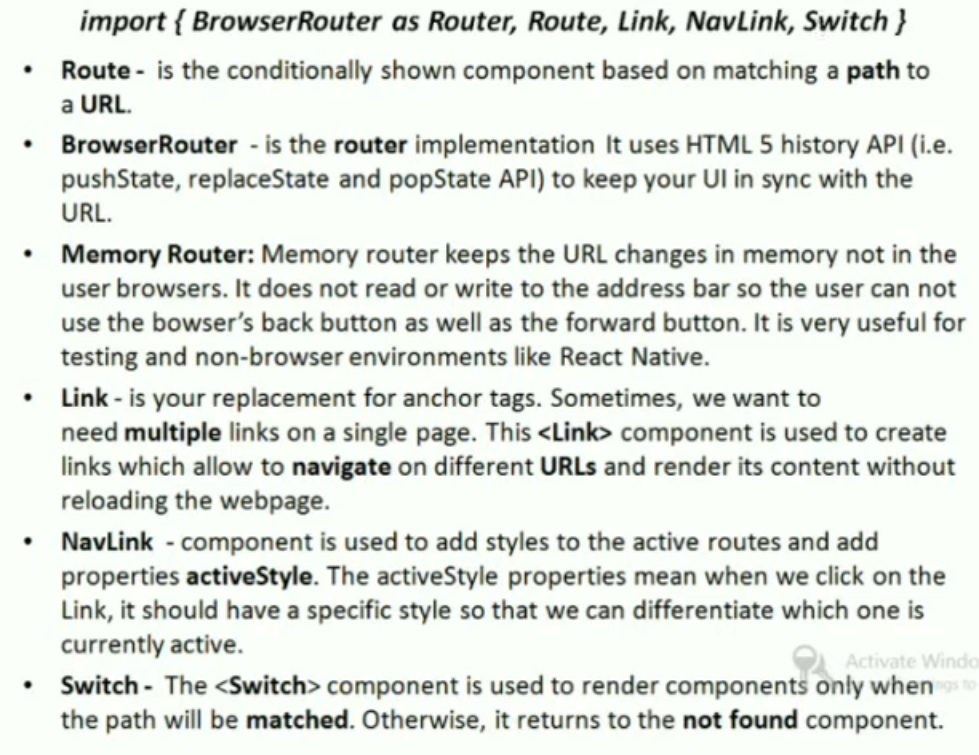 import { BrowserRouter as Router, Route, Link, NavLink, Switch }
• Route - is the conditionally shown component based on matching a path to
a URL.
• BrowserRouter - is the router implementation It uses HTML 5 history API (i.e.
pushState, replaceState and popState API) to keep your UI in sync with the
URL.
• Memory Router: Memory router keeps the URL changes in memory not in the
user browsers. It does not read or write to the address bar so the user can not
use the bowser's back button as well as the forward button. It is very useful for
testing and non-browser environments like React Native.
• Link - is your replacement for anchor tags. Sometimes, we want to
need multiple links on a single page. This <Link> component is used to create
links which allow to navigate on different URLs and render its content without
reloading the webpage.
• NavLink - component is used to add styles to the active routes and add
properties activeStyle. The activeStyle properties mean when we click on the
Link, it should have a specific style so that we can differentiate which one is
currently active.
Activate Windo
• Switch - The <Switch> component is used to render components only when
the path will be matched. Otherwise, it returns to the not found component.